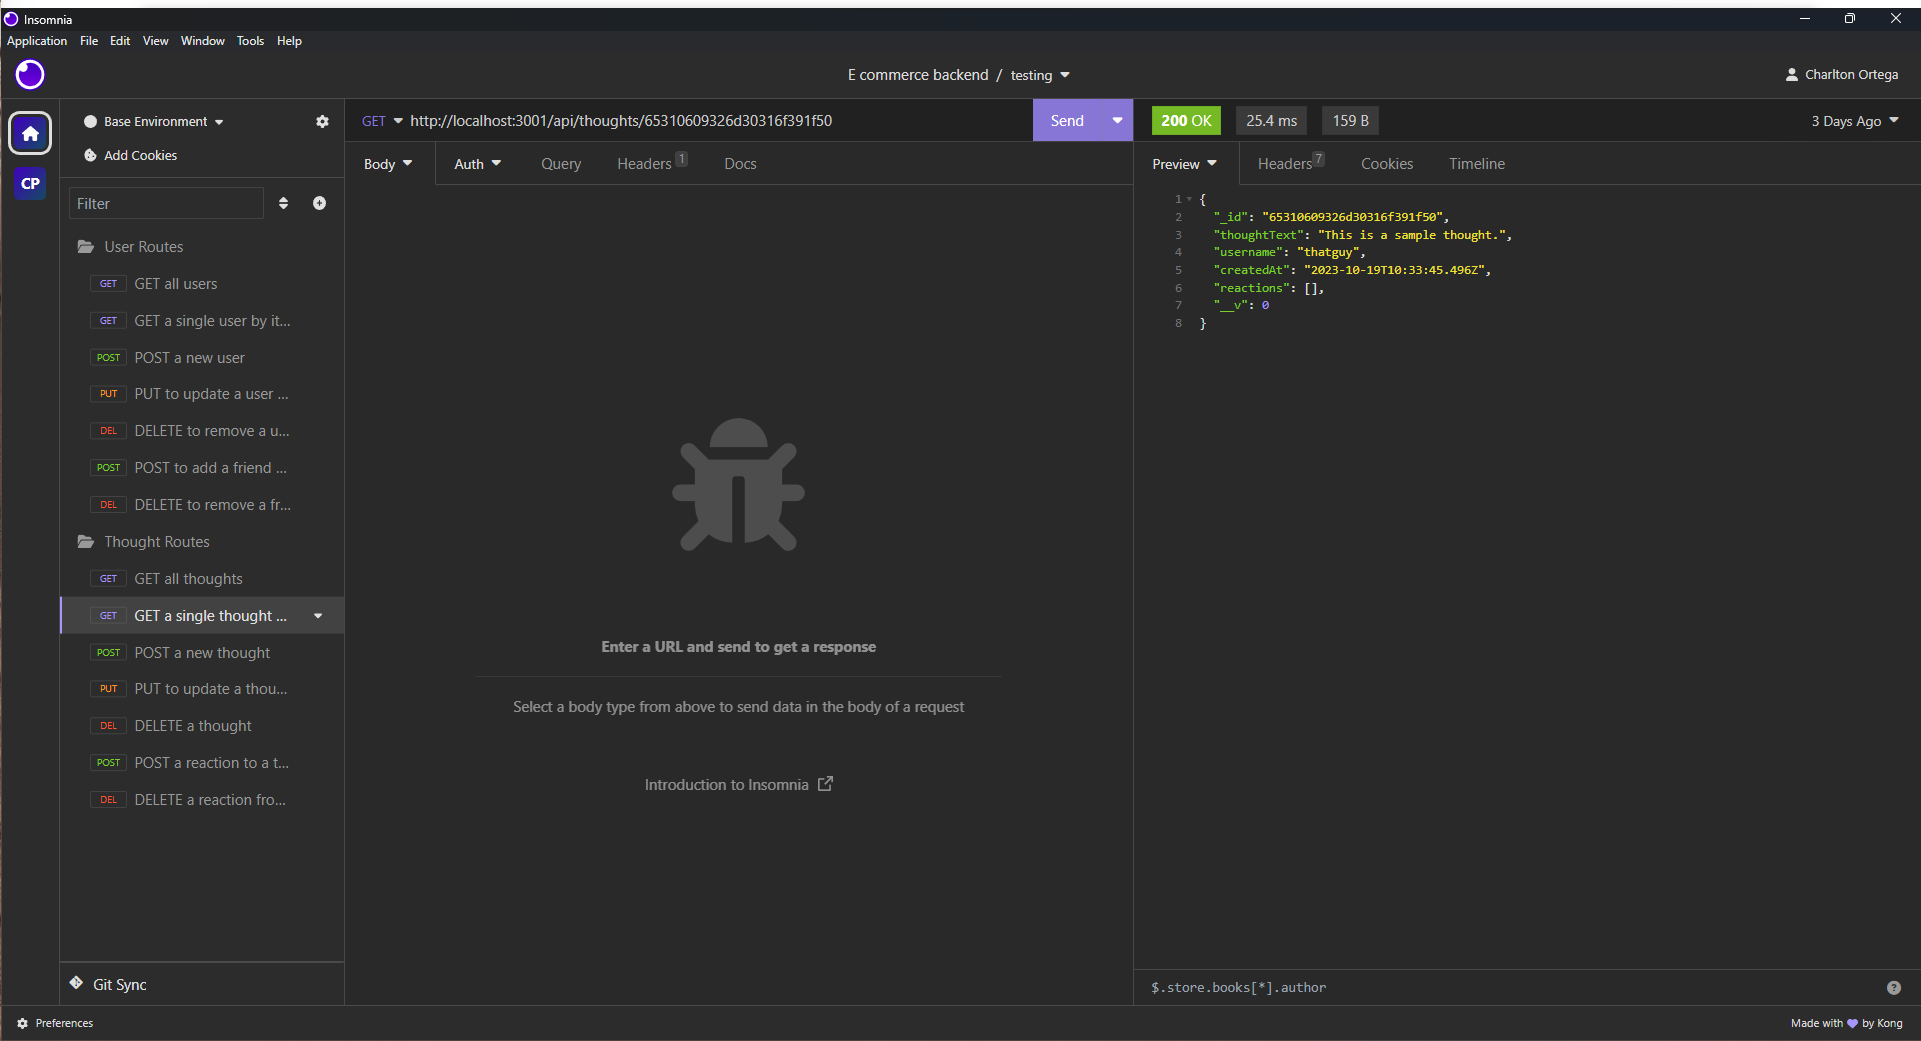 Insomnia
Application File Edit View Window Tools Help
E commerce backend / testing
Charlton Ortega
CP
Base Environment
Add Cookies
Filter
User Routes
GET GET all users
GET GET a single user by it...
POST POST a new user
PUT PUT to update a user ...
DEL DELETE to remove a u...
POST POST to add a friend ...
DEL DELETE to remove a fr...
Thought Routes
GET GET all thoughts
GET GET a single thought ...
POST POST a new thought
PUT PUT to update a thou...
DEL DELETE a thought
POST POST a reaction to a t...
DEL DELETE a reaction fro...
Git Sync
GET http://localhost:3001/api/thoughts/65310609326d30316f391f50 Send
Body Auth Query Headers 1 Docs
Enter a URL and send to get a response
Select a body type from above to send data in the body of a request
Introduction to Insomnia
200 OK 25.4 ms 159 B 3 Days Ago
Preview Headers 7 Cookies Timeline
1 {
2 "_id": "65310609326d30316f391f50",
3 "thoughtText": "This is a sample thought.",
4 "username": "thatguy",
5 "createdAt": "2023-10-19T10:33:45.496Z",
6 "reactions": [],
7 "__v": 0
8 }
$.store.books[*].author ?
Preferences
Made with 💜 by Kong